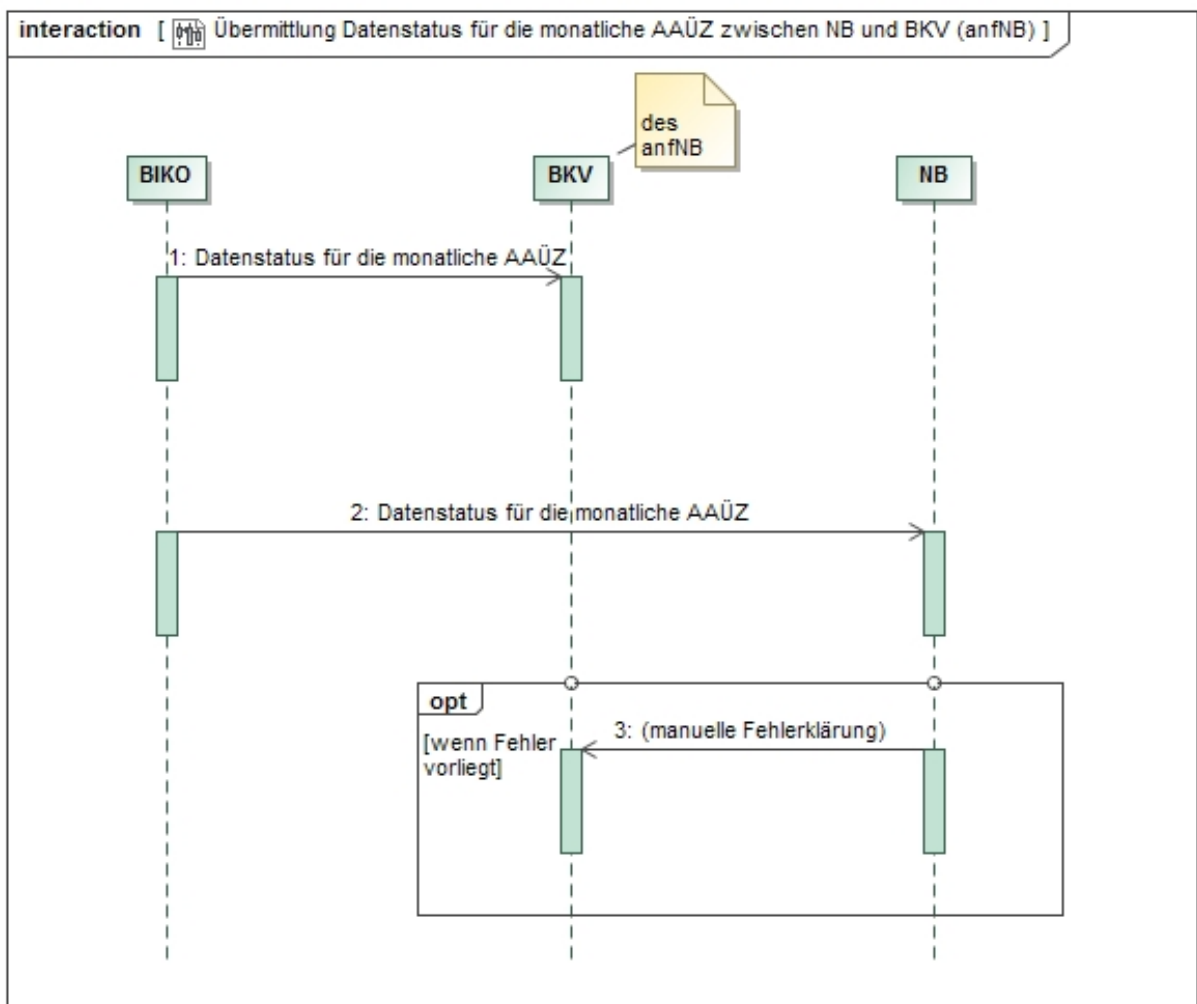 interaction [ Übermittlung Datenstatus für die monatliche AAÜZ zwischen NB und BKV (anfNB) ]
des
anfNB
BIKO
BKV
NB
1: Datenstatus für die monatliche AAÜZ
2: Datenstatus für die monatliche AAÜZ
opt
3: (manuelle Fehlerklärung)
[wenn Fehler
vorliegt]